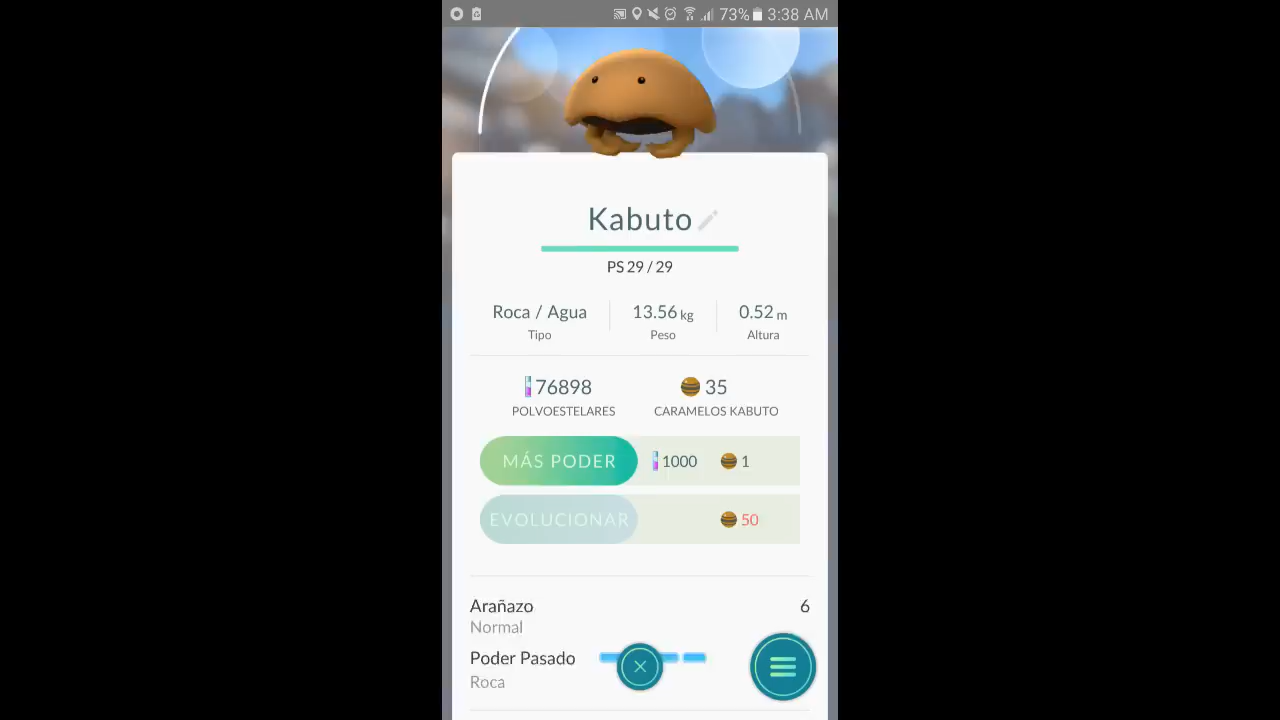 73% 3:38 AM
Kabuto
PS 29 / 29
Roca / Agua 13.56 kg 0.52 m
Tipo Peso Altura
76898 35
POLVOESTELARES CARAMELOS KABUTO
MÁS PODER 1000 1
EVOLUCIONAR 50
Arañazo 6
Normal
Poder Pasado
Roca